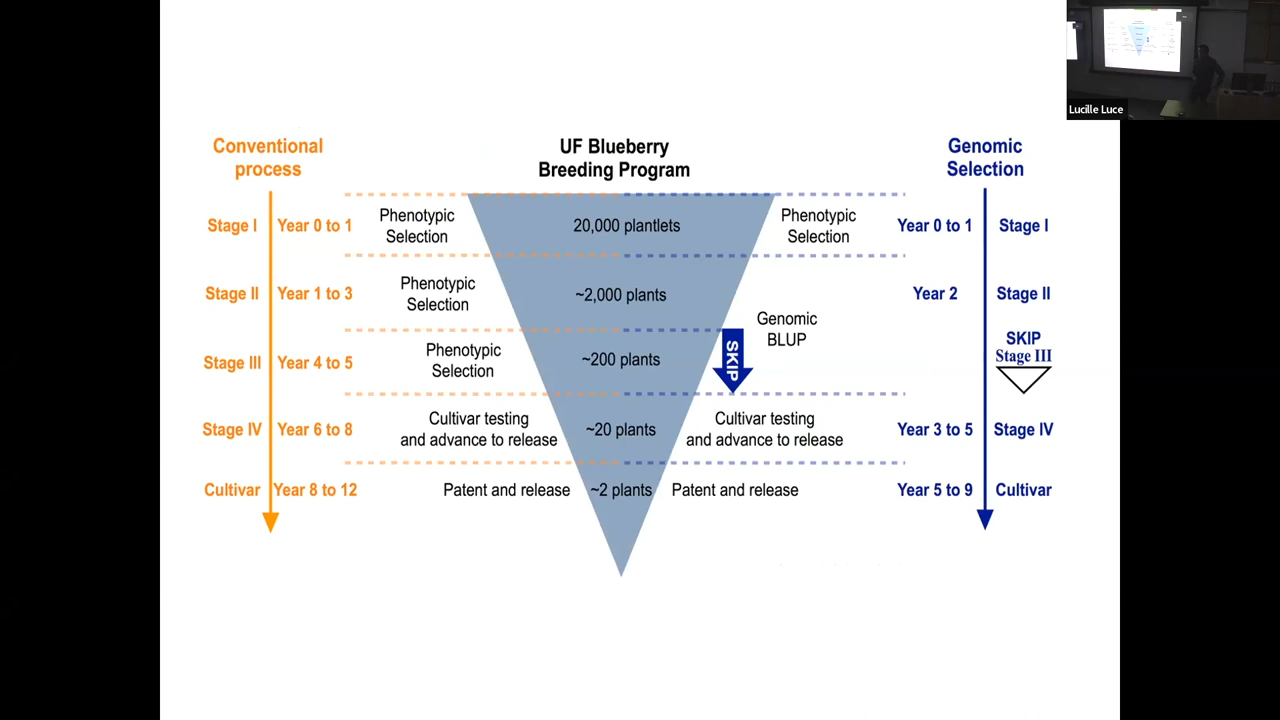 Lucille Luce
Conventional
process
UF Blueberry
Breeding Program
Genomic
Selection
Stage I
Year 0 to 1
Phenotypic
Selection
20,000 plantlets
Phenotypic
Selection
Year 0 to 1
Stage I
Stage II
Year 1 to 3
Phenotypic
Selection
~2,000 plants
Year 2
Stage II
Genomic
BLUP
SKIP
SKIP
Stage III
Stage III
Year 4 to 5
Phenotypic
Selection
~200 plants
Stage IV
Year 6 to 8
Cultivar testing
and advance to release
~20 plants
Cultivar testing
and advance to release
Year 3 to 5
Stage IV
Cultivar
Year 8 to 12
Patent and release
~2 plants
Patent and release
Year 5 to 9
Cultivar